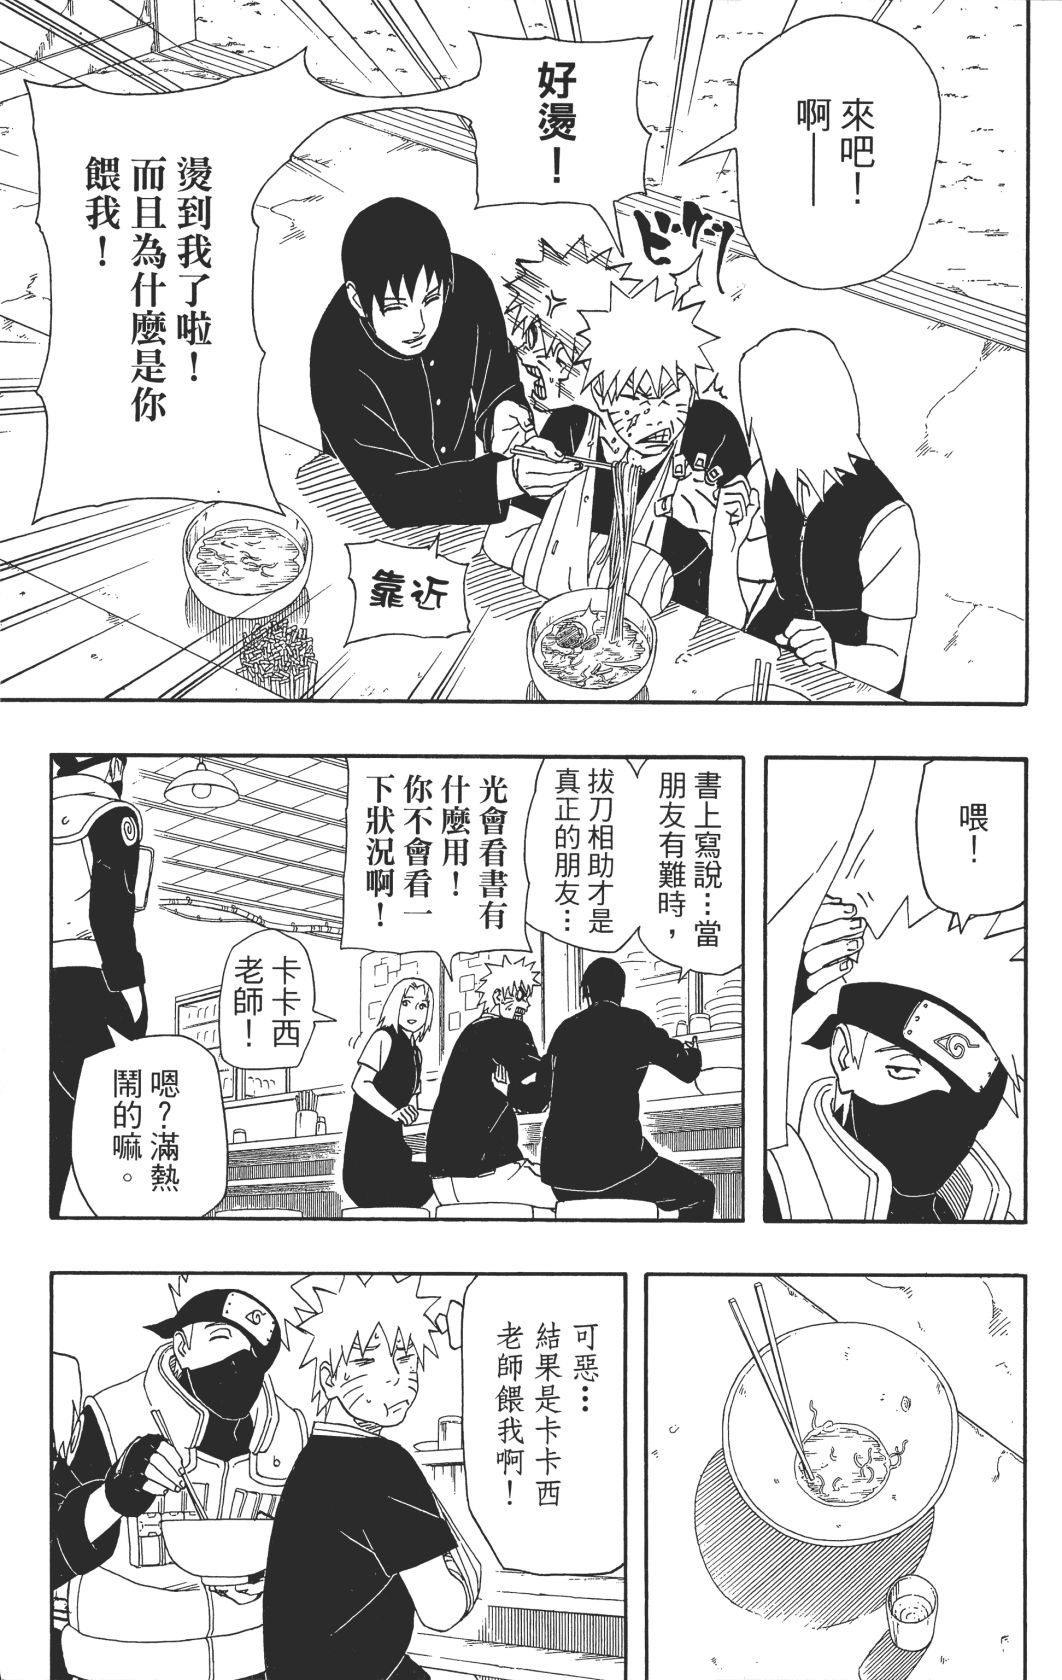 來吧！
啊——
好燙！
ビクッ
燙到我了啦！
而且為什麼是你
餵我！
靠近
喂！
書上寫說…當
朋友有難時，
拔刀相助才是
真正的朋友…
光會看書有
什麼用！
你不會看一
下狀況啊！
卡卡西
老師！
嗯？滿熱
鬧的嘛。
可惡…
結果是卡卡西
老師餵我啊！